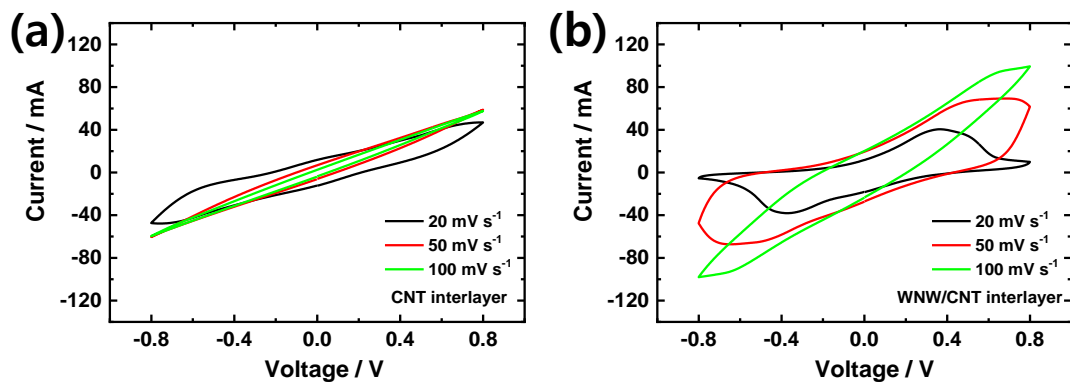 (a)
120
80
40
0
-40
-80
-120
Current / mA
20 mV s⁻¹
50 mV s⁻¹
100 mV s⁻¹
CNT interlayer
-0.8 -0.4 0.0 0.4 0.8
Voltage / V
(b)
120
80
40
0
-40
-80
-120
Current / mA
20 mV s⁻¹
50 mV s⁻¹
100 mV s⁻¹
WNW/CNT interlayer
-0.8 -0.4 0.0 0.4 0.8
Voltage / V